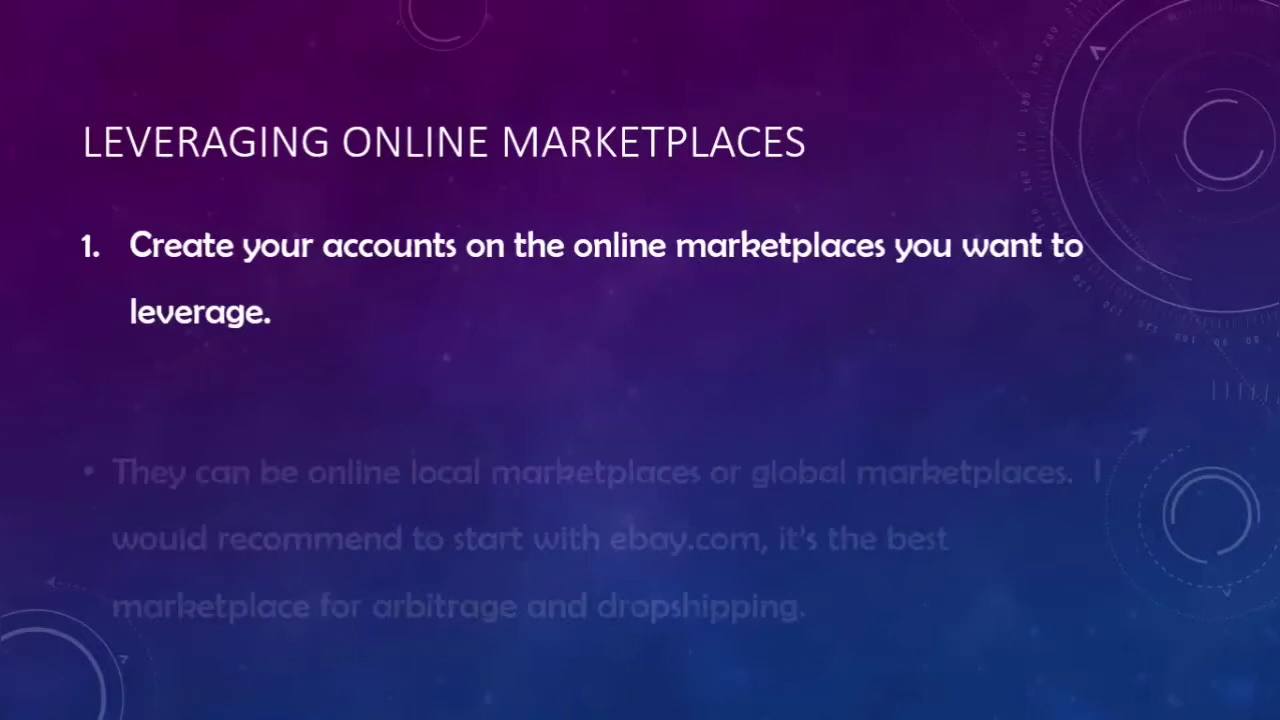 LEVERAGING ONLINE MARKETPLACES
1. Create your accounts on the online marketplaces you want to
leverage.
• They can be online local marketplaces or global marketplaces. I
would recommend to start with ebay.com, it's the best
marketplace for arbitrage and dropshipping.